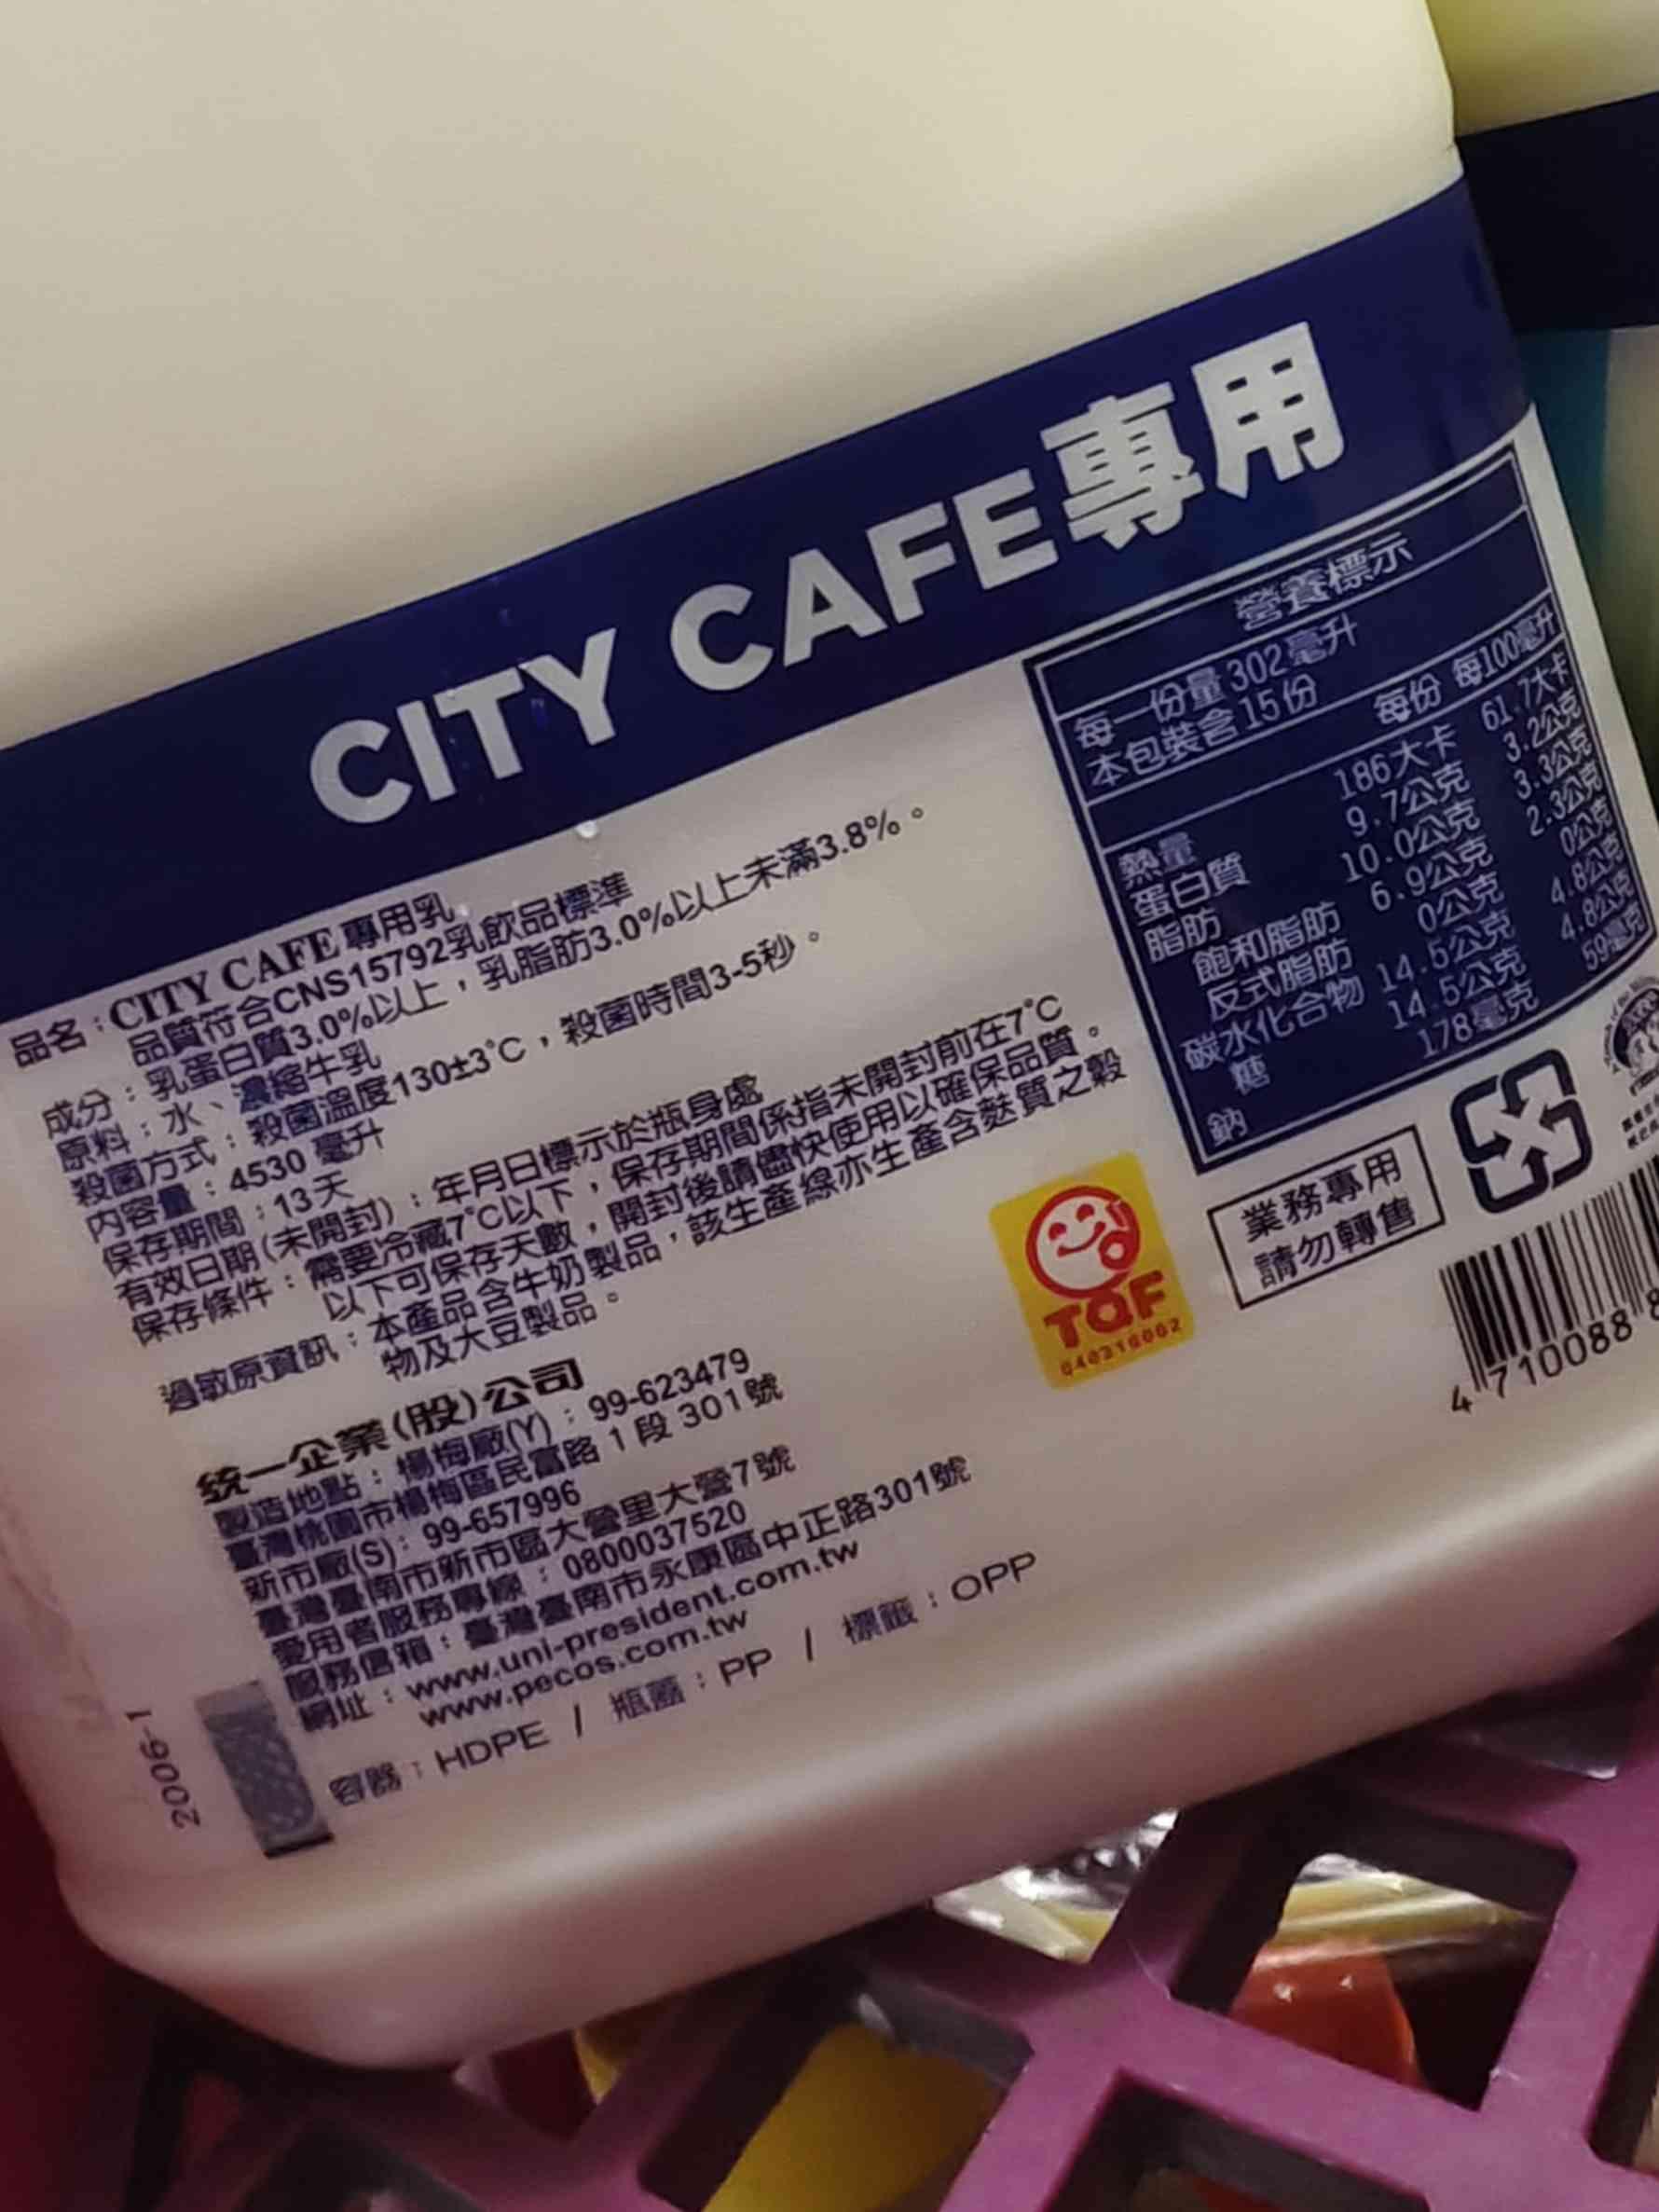 CITY CAFE專用
品名：CITY CAFE專用乳
品質符合CNS15792乳飲品標準
成分：乳蛋白質3.0%以上，乳脂肪3.0%以上未滿3.8%。
原料：水、濃縮牛乳
殺菌方式：殺菌溫度130±3℃，殺菌時間3-5秒。
內容量：4530 毫升
保存期間：13天
有效日期(未開封)：年月日標示於瓶身處
保存條件：需要冷藏7℃以下，保存期間係指未開封前在7℃
以下可保存天數，開封後請儘快使用以確保品質。
過敏原資訊：本產品含牛奶製品，該生產線亦生產含麩質之穀
物及大豆製品。
統一企業(股)公司
製造地點：楊梅廠(Y)：99-623479
臺灣桃園市楊梅區民富路1段301號
新市廠(S)：99-657996
臺灣臺南市新市區大營里大營7號
愛用者服務專線：0800037520
服務信箱：臺灣臺南市永康區中正路301號
網址：www.uni-president.com.tw
www.pecos.com.tw
容器：HDPE / 瓶蓋：PP / 標籤：OPP
2006-1
營養標示
每一份量302毫升
本包裝含15份
每份 每100毫升
熱量 186大卡 61.7大卡
蛋白質 9.7公克 3.2公克
脂肪 10.0公克 3.3公克
飽和脂肪 6.9公克 2.3公克
反式脂肪 0公克 0公克
碳水化合物 14.5公克 4.8公克
糖 14.5公克 4.8公克
鈉 178毫克 59毫克
TQF
業務專用
請勿轉售
4 710088 8